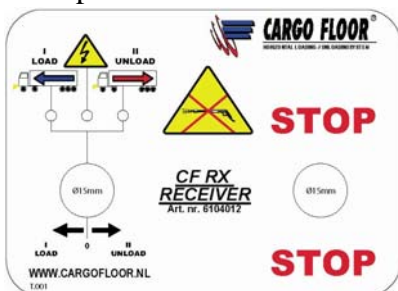 CARGO FLOOR®
HORIZONTAL LOADING / UNLOADING SYSTEM
I
LOAD
II
UNLOAD
STOP
Ø15mm
CF RX
RECEIVER
Art. nr. 6104012
Ø15mm
I
LOAD
0
II
UNLOAD
STOP
WWW.CARGOFLOOR.NL
T.001